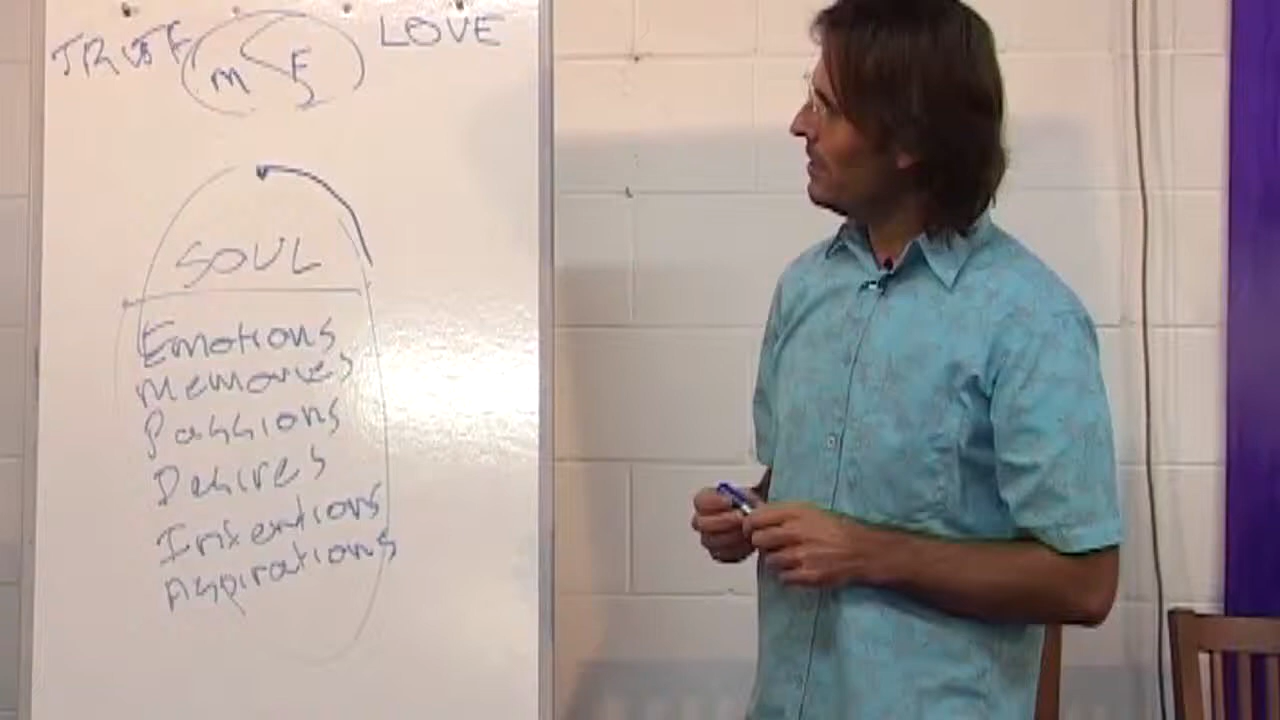 TRUTH LOVE
M F
SOUL
Emotions
Memories
Passions
Desires
Intentions
Aspirations